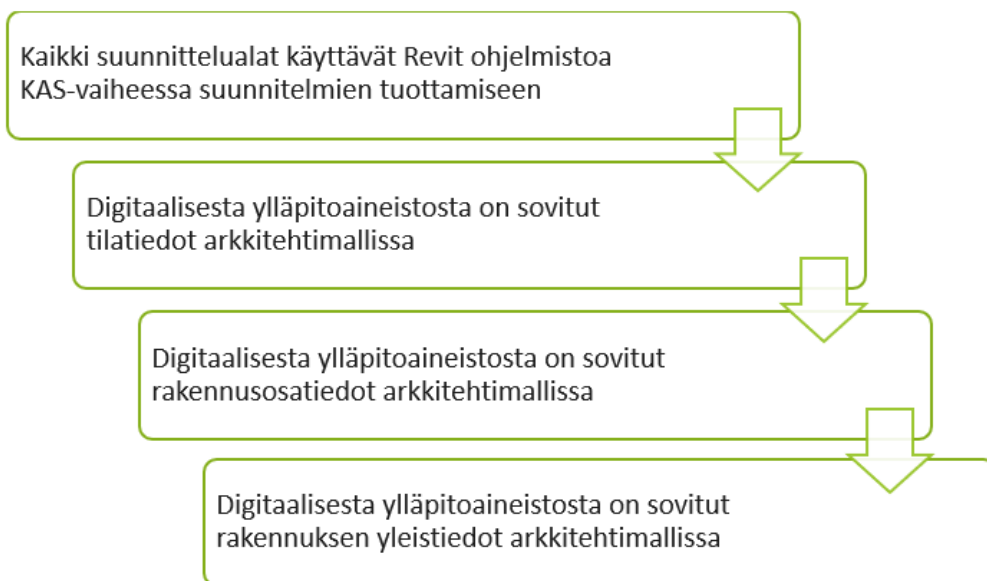 Kaikki suunnittelualat käyttävät Revit ohjelmistoa
KAS-vaiheessa suunnitelmien tuottamiseen
Digitaalisesta ylläpitoaineistosta on sovitut
tilatiedot arkkitehtimallissa
Digitaalisesta ylläpitoaineistosta on sovitut
rakennusosatiedot arkkitehtimallissa
Digitaalisesta ylläpitoaineistosta on sovitut
rakennuksen yleistiedot arkkitehtimallissa